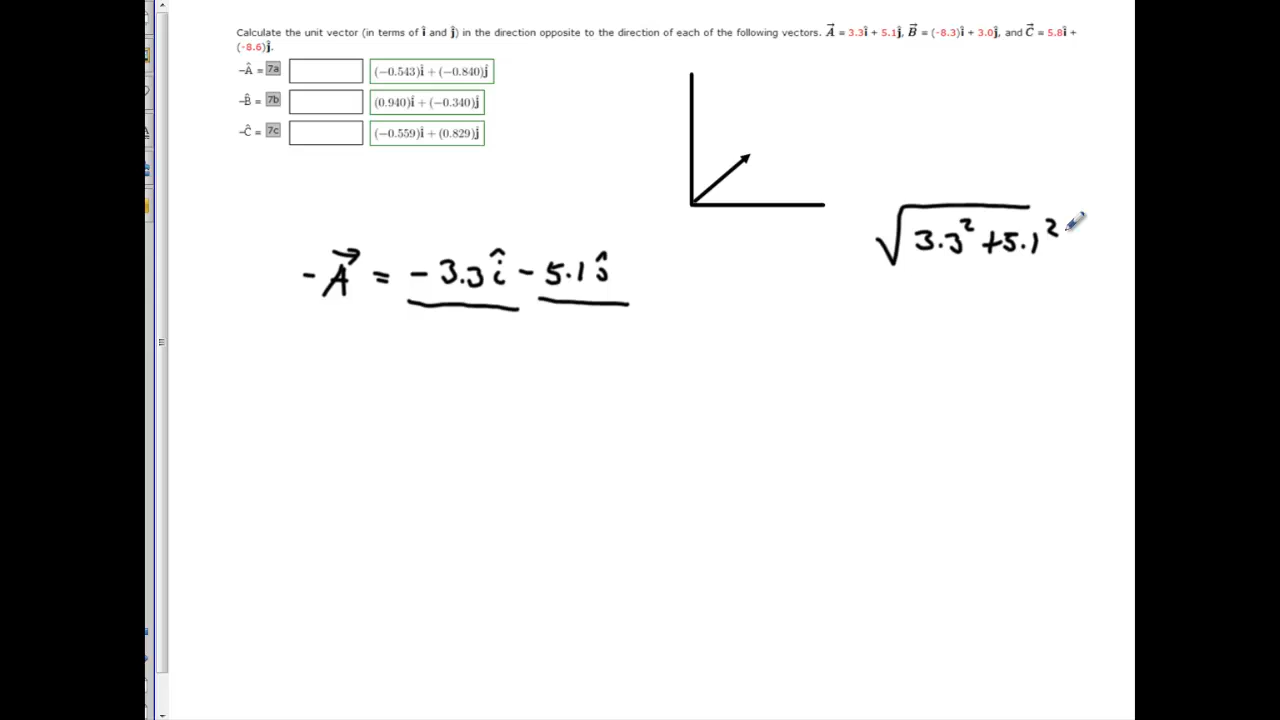 Calculate the unit vector (in terms of î and ĵ) in the direction opposite to the direction of each of the following vectors. A⃗ = 3.3î + 5.1ĵ, B⃗ = (-8.3)î + 3.0ĵ, and C⃗ = 5.8î +
(-8.6)ĵ.
-Â = 7a (−0.543)î + (−0.840)ĵ
-B̂ = 7b (0.940)î + (−0.340)ĵ
-Ĉ = 7c (−0.559)î + (0.829)ĵ
√3.3² + 5.1²
- A⃗ = - 3.3 î - 5.1 ĵ